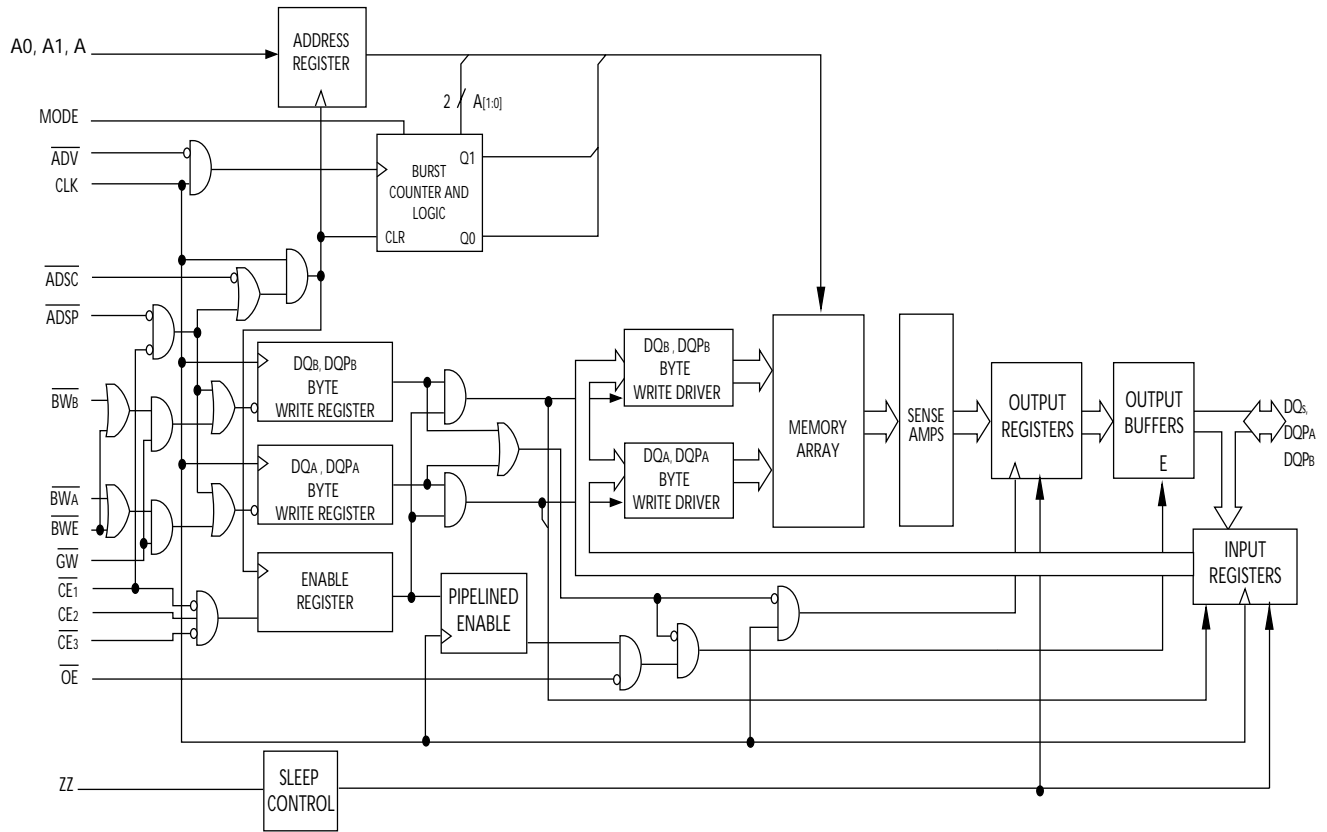 A0, A1, A
ADDRESS
REGISTER
MODE
2
A[1:0]
ADV
CLK
BURST
COUNTER AND
LOGIC
Q1
CLR
Q0
ADSC
ADSP
DQB, DQPB
BYTE
WRITE REGISTER
DQB, DQPB
BYTE
WRITE DRIVER
BWB
MEMORY
ARRAY
SENSE
AMPS
OUTPUT
REGISTERS
OUTPUT
BUFFERS
E
DQs,
DQPA
DQPB
DQA, DQPA
BYTE
WRITE REGISTER
DQA, DQPA
BYTE
WRITE DRIVER
BWA
BWE
GW
CE1
CE2
CE3
ENABLE
REGISTER
PIPELINED
ENABLE
INPUT
REGISTERS
OE
ZZ
SLEEP
CONTROL